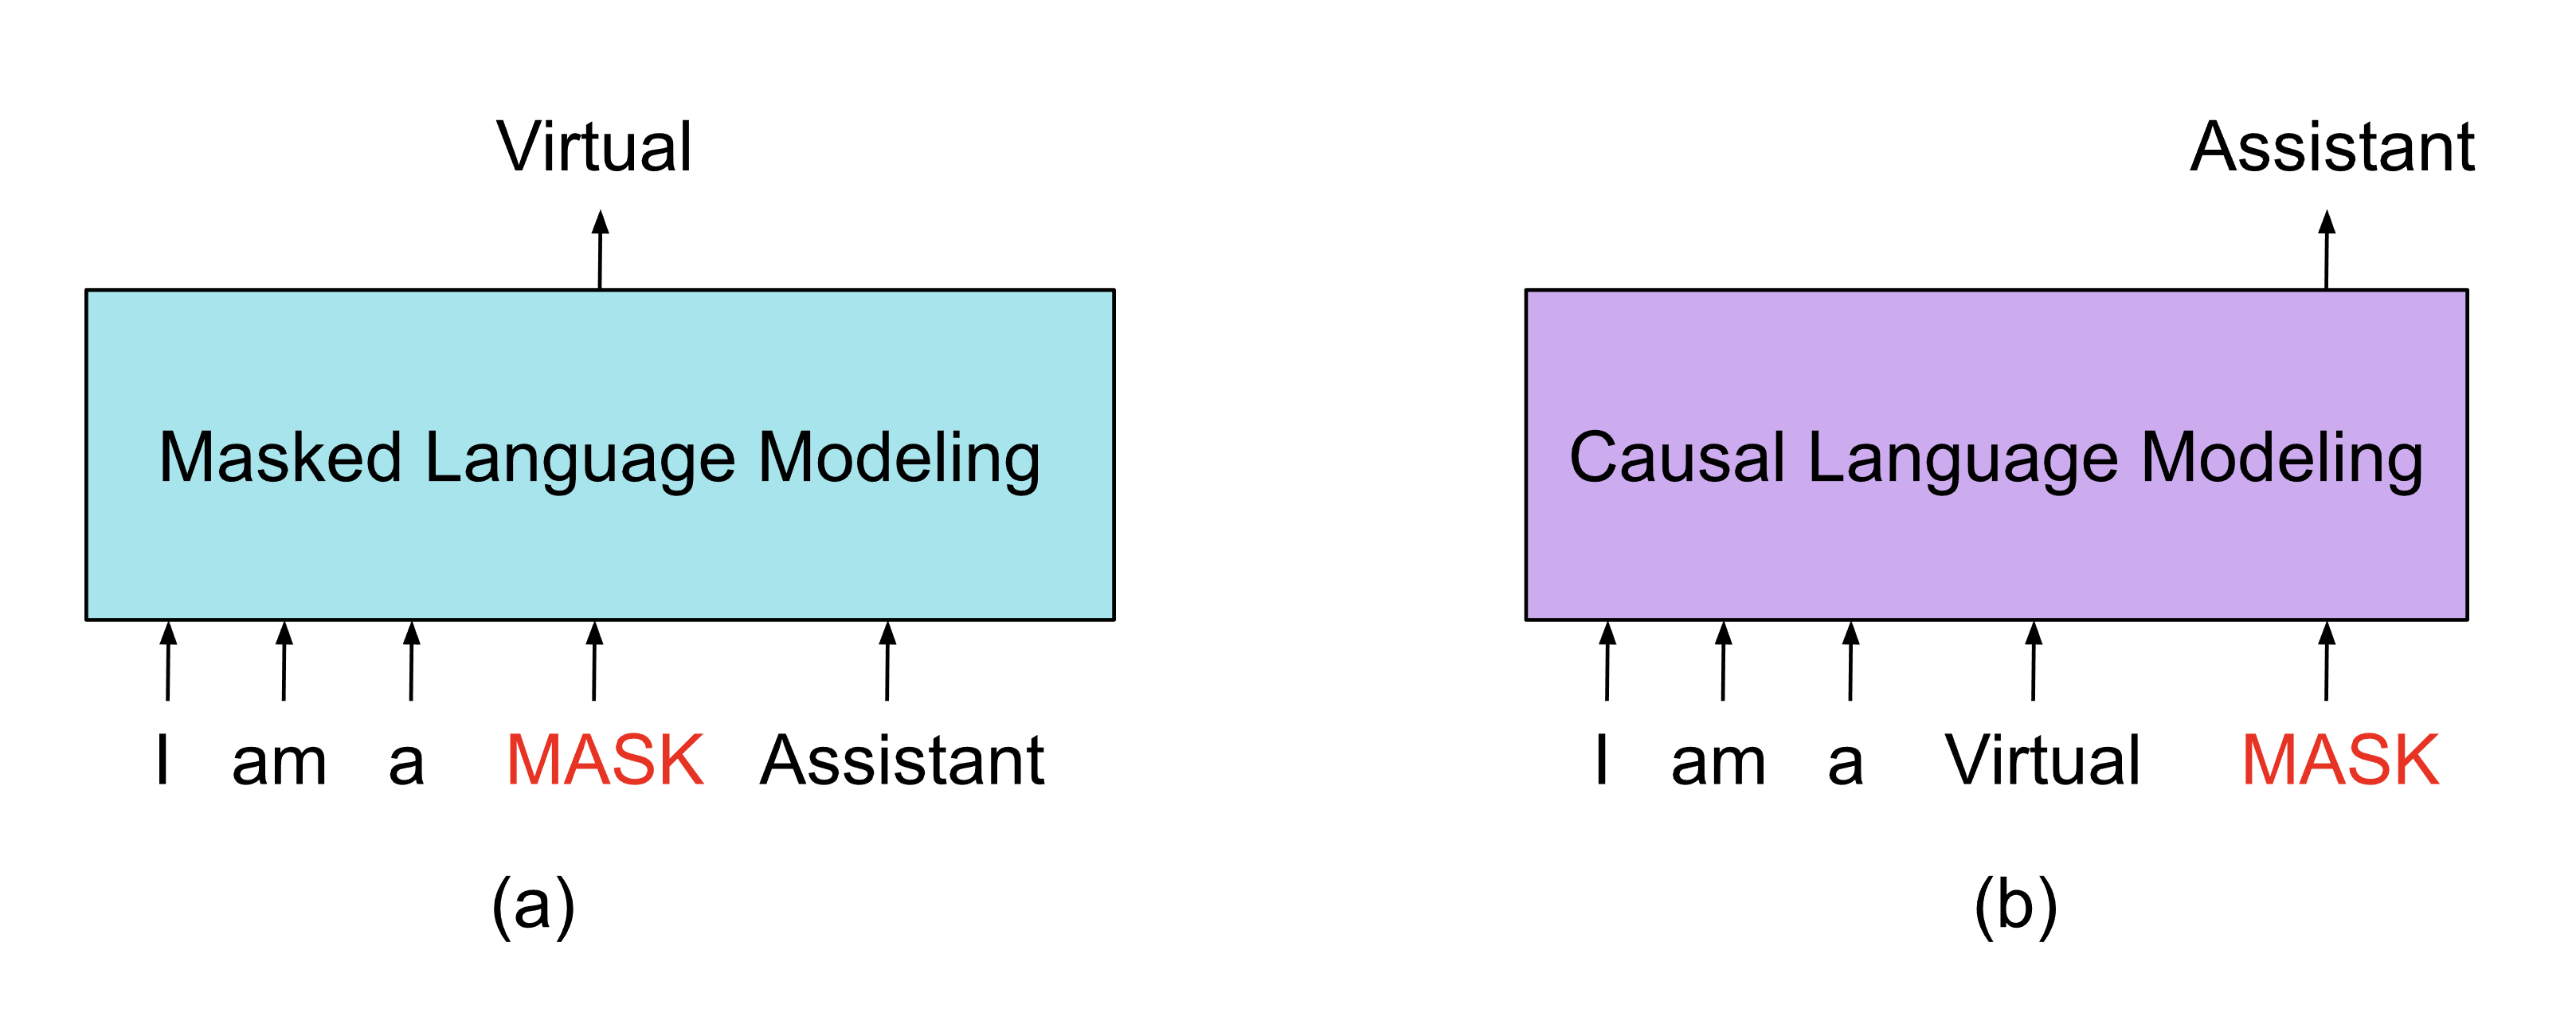 Virtual
Masked Language Modeling
I am a MASK Assistant
(a)
Assistant
Causal Language Modeling
I am a Virtual MASK
(b)